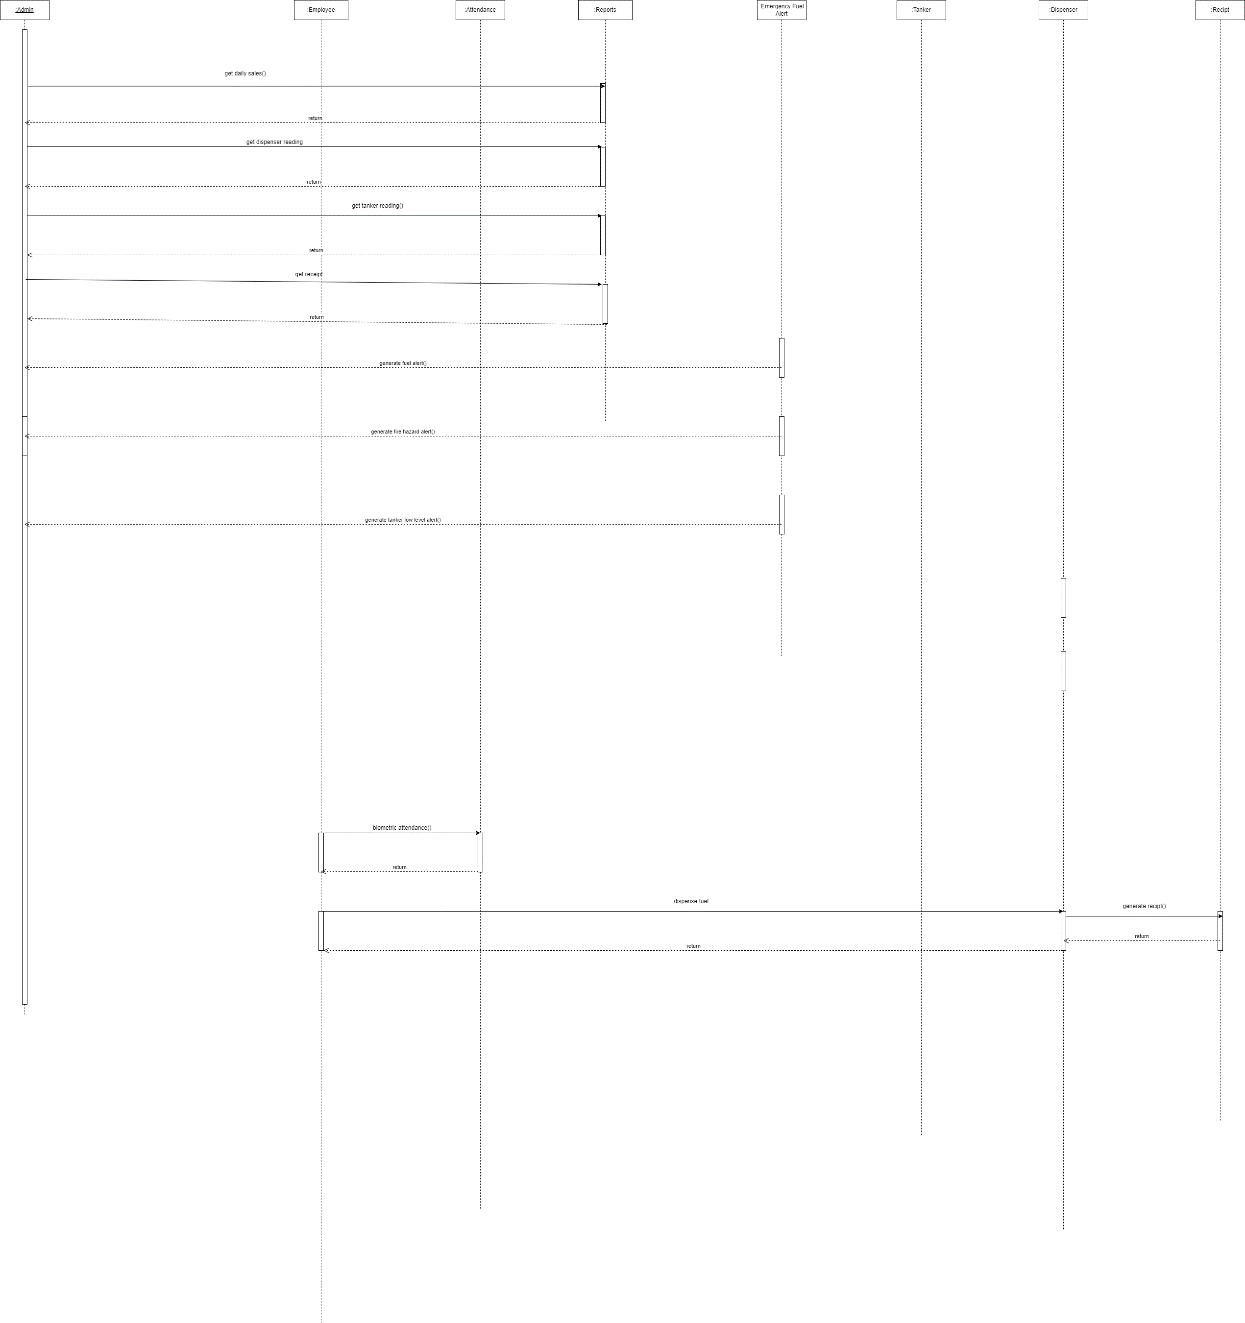 :Admin
:Employee
:Attendance
:Reports
Emergency Fuel
Alert
:Tanker
:Dispenser
:Recipt
get daily sales()
return
get dispenser reading
return
get tanker reading()
return
get receipt
return
generate fuel alert()
generate fire hazard alert()
generate tanker low level alert()
biometric attendance()
return
dispense fuel
generate recipt()
return
return